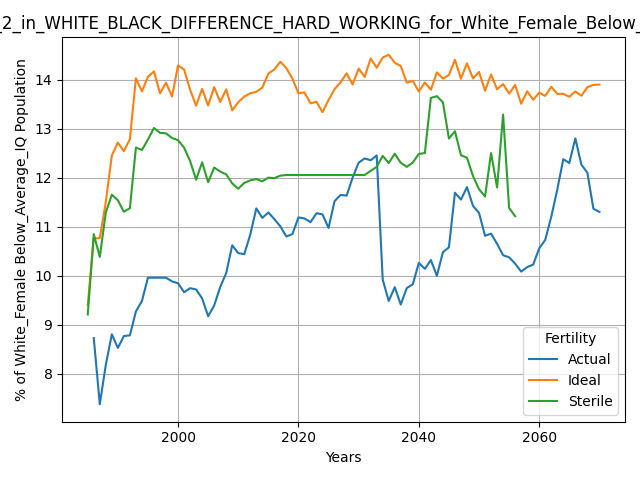 _2_in_WHITE_BLACK_DIFFERENCE_HARD_WORKING_for_White_Female_Below_
% of White_Female Below_Average_IQ Population
14
13
12
11
10
9
8
2000 2020 2040 2060
Years
Fertility
Actual
Ideal
Sterile